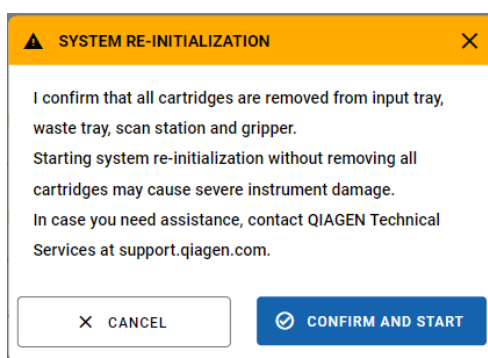 SYSTEM RE-INITIALIZATION
I confirm that all cartridges are removed from input tray,
waste tray, scan station and gripper.
Starting system re-initialization without removing all
cartridges may cause severe instrument damage.
In case you need assistance, contact QIAGEN Technical
Services at support.qiagen.com.
CANCEL
CONFIRM AND START